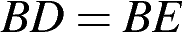 BD = BE